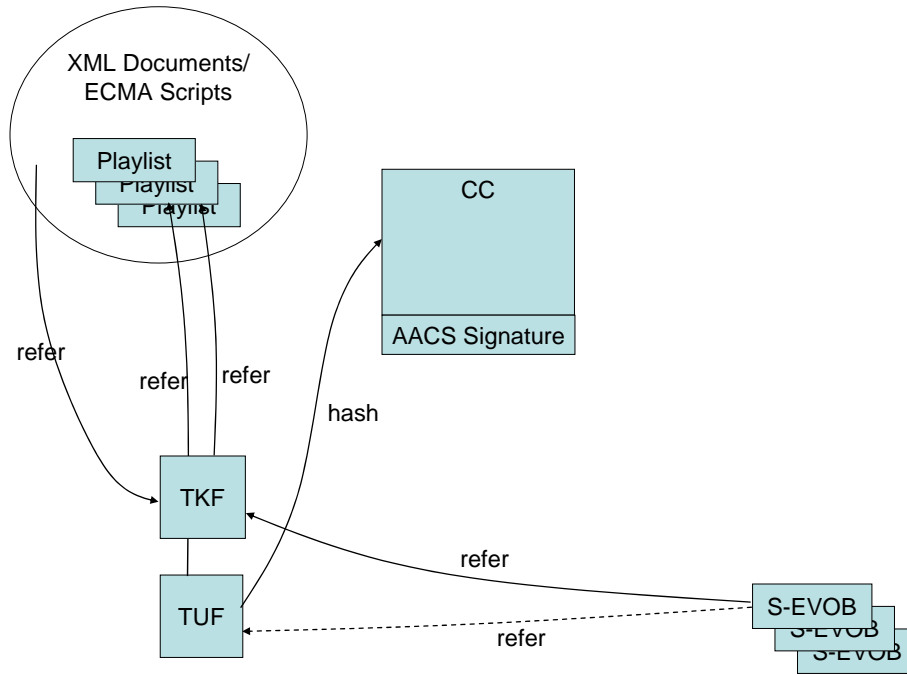 XML Documents/
ECMA Scripts
Playlist
Playlist
Playlist
CC
AACS Signature
refer
refer
refer
hash
TKF
refer
TUF
refer
S-EVOB
S-EVOB
S-EVOB